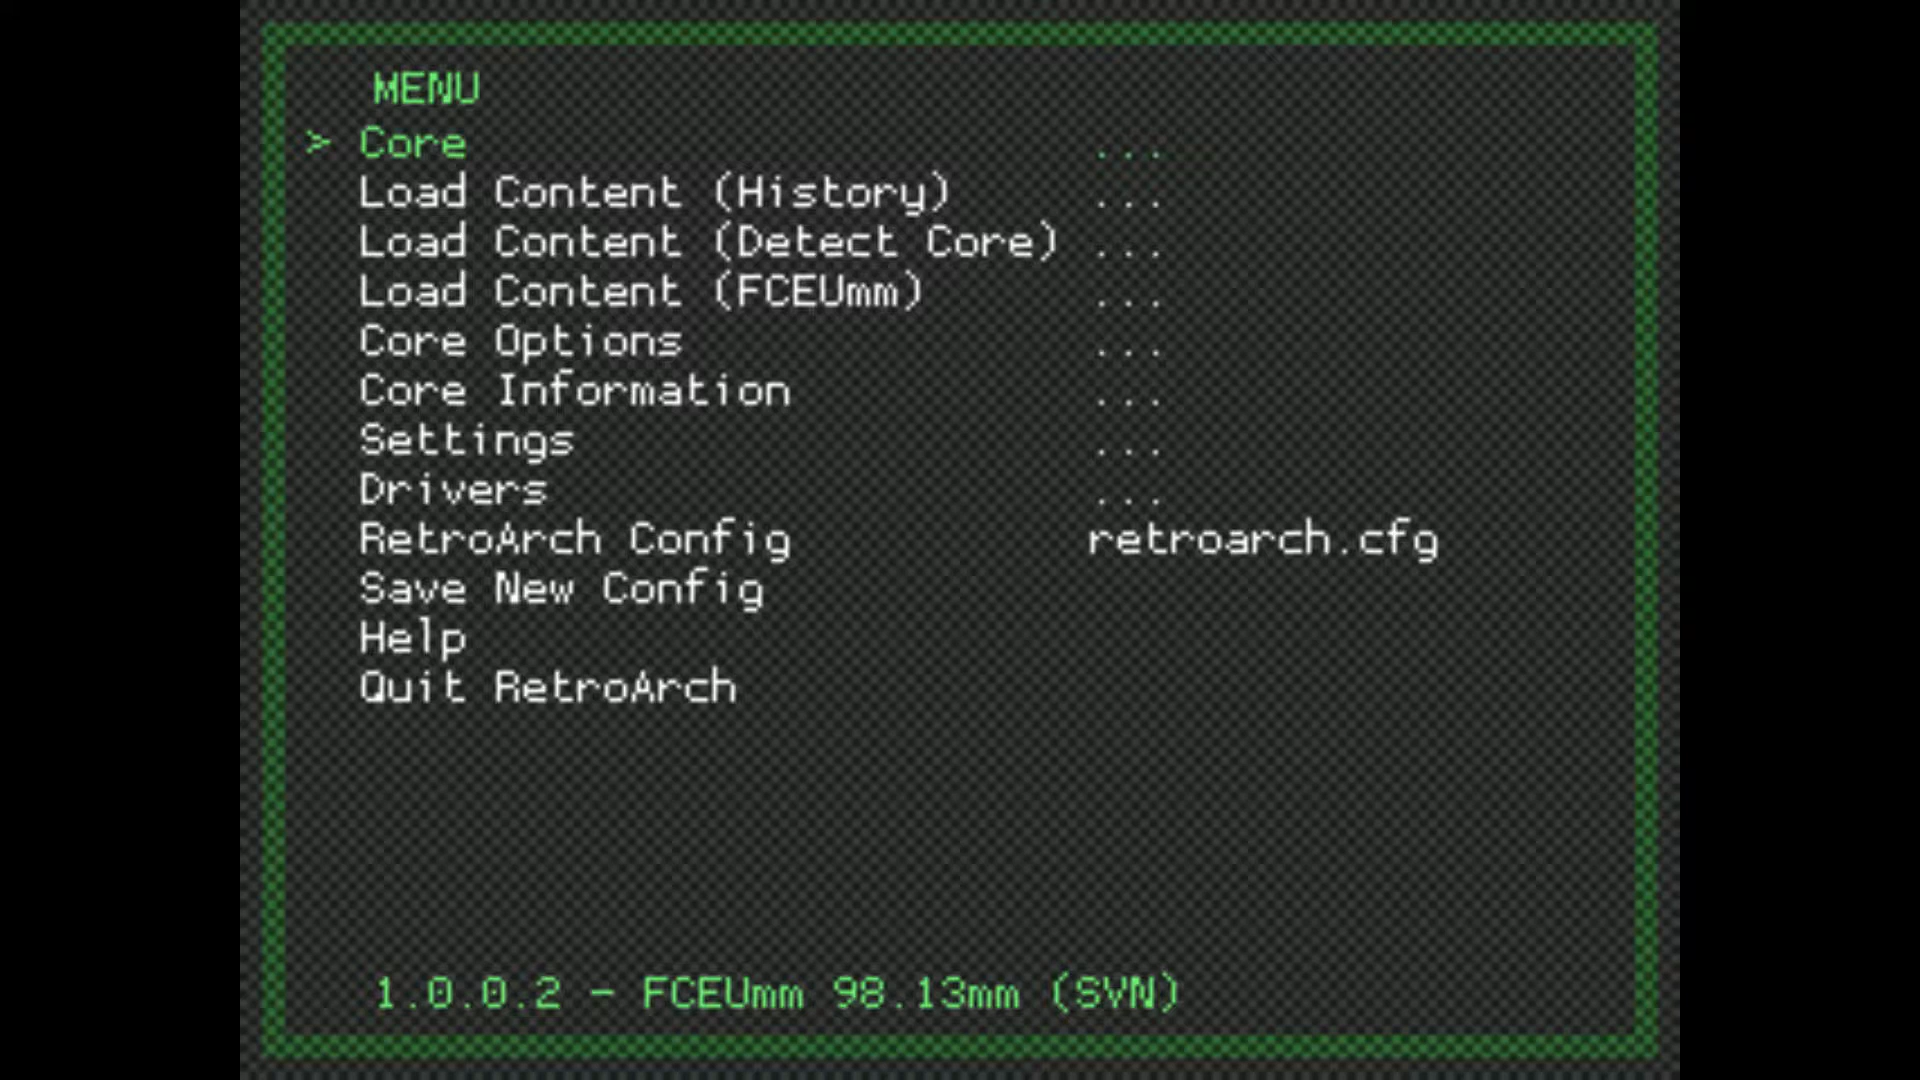 MENU
> Core ...
Load Content (History) ...
Load Content (Detect Core) ...
Load Content (FCEUmm) ...
Core Options ...
Core Information ...
Settings ...
Drivers ...
RetroArch Config retroarch.cfg
Save New Config
Help
Quit RetroArch
1.0.0.2 - FCEUmm 98.13mm (SVN)